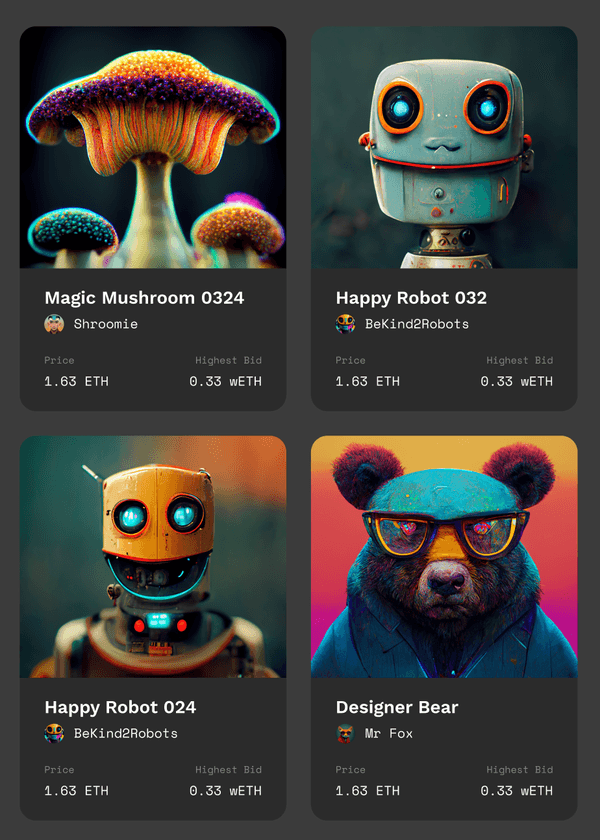 Magic Mushroom 0324
Shroomie
Price Highest Bid
1.63 ETH 0.33 wETH
Happy Robot 032
BeKind2Robots
Price Highest Bid
1.63 ETH 0.33 wETH
Happy Robot 024
BeKind2Robots
Price Highest Bid
1.63 ETH 0.33 wETH
Designer Bear
Mr Fox
Price Highest Bid
1.63 ETH 0.33 wETH